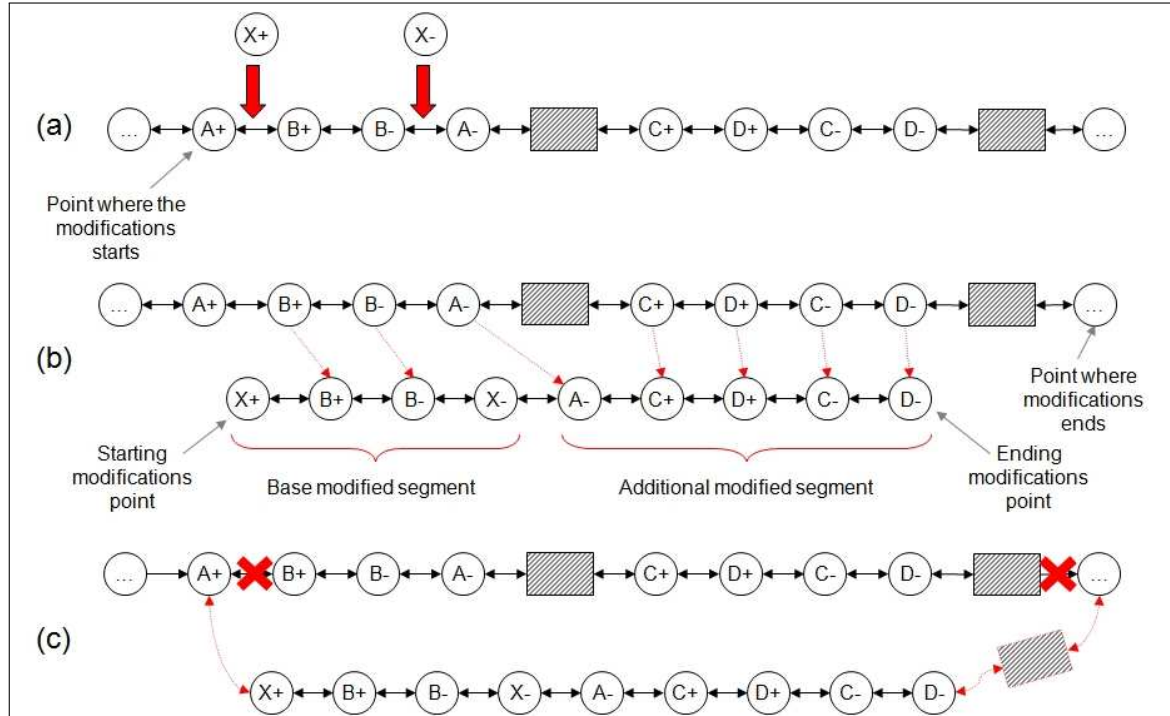 X+ X-
(a) ... A+ B+ B- A- C+ D+ C- D- ...
Point where the
modifications
starts
... A+ B+ B- A- C+ D+ C- D- ...
(b)
X+ B+ B- X- A- C+ D+ C- D-
Point where
modifications
ends
Starting
modifications
point
Base modified segment
Additional modified segment
Ending
modifications
point
... A+ B+ B- A- C+ D+ C- D- ...
(c)
X+ B+ B- X- A- C+ D+ C- D-